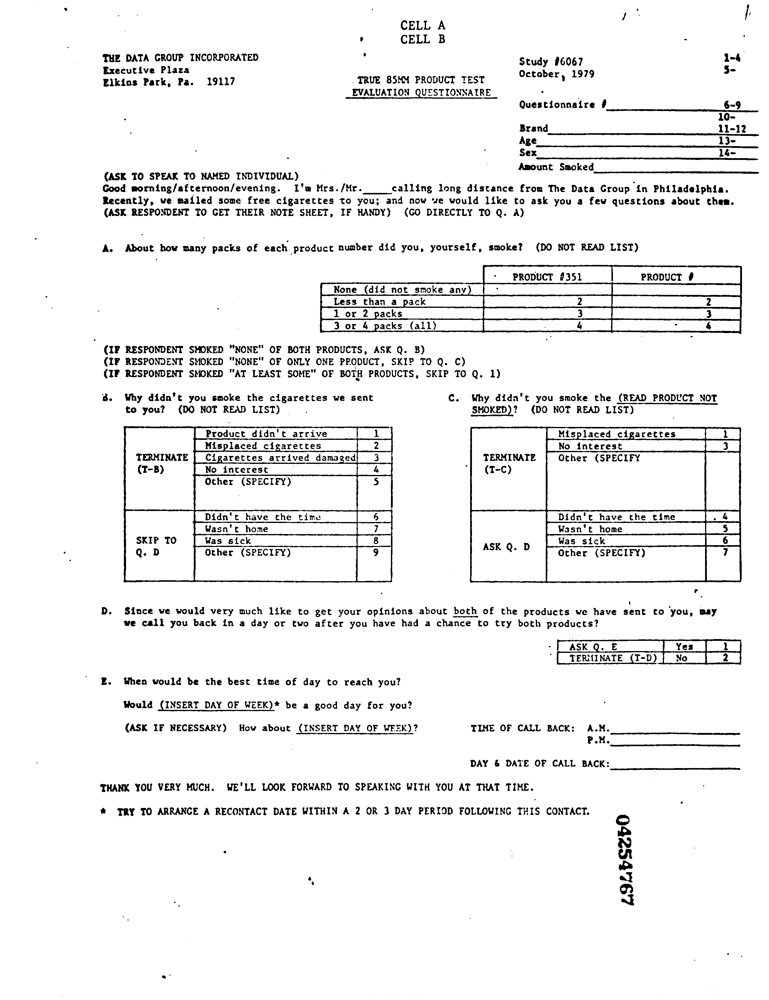 CELL A
CELL B
THE DATA GROUP INCORPORATED
Executive Plaza
Elkins Park, Pa. 19117
TRUE 85MM PRODUCT TEST
EVALUATION QUESTIONNAIRE
Study #6067 1-4
October, 1979 5-
Questionnaire # 6-9
10-
Brand 11-12
Age 13-
Sex 14-
Amount Smoked
(ASK TO SPEAK TO NAMED INDIVIDUAL)
Good morning/afternoon/evening. I'm Mrs./Mr.____calling long distance from The Data Group in Philadelphia.
Recently, we mailed some free cigarettes to you; and now we would like to ask you a few questions about them.
(ASK RESPONDENT TO GET THEIR NOTE SHEET, IF HANDY) (GO DIRECTLY TO Q. A)
A. About how many packs of each product number did you, yourself, smoke? (DO NOT READ LIST)
PRODUCT #351 PRODUCT #
None (did not smoke any)
Less than a pack 2 2
1 or 2 packs 3 3
3 or 4 packs (all) 4 4
(IF RESPONDENT SMOKED "NONE" OF BOTH PRODUCTS, ASK Q. B)
(IF RESPONDENT SMOKED "NONE" OF ONLY ONE PRODUCT, SKIP TO Q. C)
(IF RESPONDENT SMOKED "AT LEAST SOME" OF BOTH PRODUCTS, SKIP TO Q. 1)
B. Why didn't you smoke the cigarettes we sent
to you? (DO NOT READ LIST)
TERMINATE
(T-B)
Product didn't arrive 1
Misplaced cigarettes 2
Cigarettes arrived damaged 3
No interest 4
Other (SPECIFY) 5
SKIP TO
Q. D
Didn't have the time 6
Wasn't home 7
Was sick 8
Other (SPECIFY) 9
C. Why didn't you smoke the (READ PRODUCT NOT
SMOKED)? (DO NOT READ LIST)
TERMINATE
(T-C)
Misplaced cigarettes 1
No interest 3
Other (SPECIFY
ASK Q. D
Didn't have the time 4
Wasn't home 5
Was sick 6
Other (SPECIFY) 7
D. Since we would very much like to get your opinions about both of the products we have sent to you, may
we call you back in a day or two after you have had a chance to try both products?
ASK Q. E Yes 1
TERMINATE (T-D) No 2
E. When would be the best time of day to reach you?
Would (INSERT DAY OF WEEK)* be a good day for you?
(ASK IF NECESSARY) How about (INSERT DAY OF WEEK)?
TIME OF CALL BACK: A.M.
P.M.
DAY & DATE OF CALL BACK:
THANK YOU VERY MUCH. WE'LL LOOK FORWARD TO SPEAKING WITH YOU AT THAT TIME.
* TRY TO ARRANGE A RECONTACT DATE WITHIN A 2 OR 3 DAY PERIOD FOLLOWING THIS CONTACT.
04254767